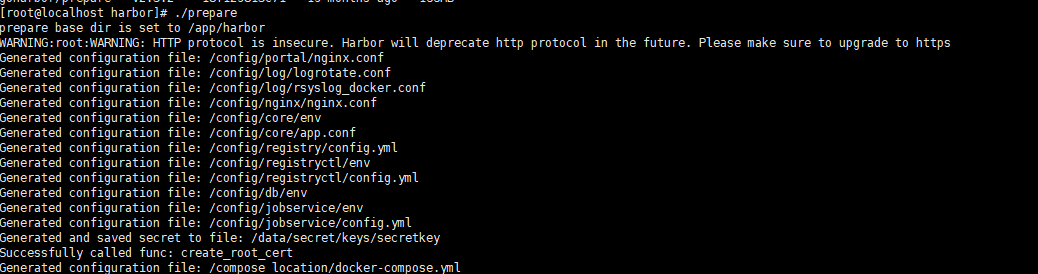 [root@localhost harbor]# ./prepare
prepare base dir is set to /app/harbor
WARNING:root:WARNING: HTTP protocol is insecure. Harbor will deprecate http protocol in the future. Please make sure to upgrade to https
Generated configuration file: /config/portal/nginx.conf
Generated configuration file: /config/log/logrotate.conf
Generated configuration file: /config/log/rsyslog_docker.conf
Generated configuration file: /config/nginx/nginx.conf
Generated configuration file: /config/core/env
Generated configuration file: /config/core/app.conf
Generated configuration file: /config/registry/config.yml
Generated configuration file: /config/registryctl/env
Generated configuration file: /config/registryctl/config.yml
Generated configuration file: /config/db/env
Generated configuration file: /config/jobservice/env
Generated configuration file: /config/jobservice/config.yml
Generated and saved secret to file: /data/secret/keys/secretkey
Successfully called func: create_root_cert
Generated configuration file: /compose_location/docker-compose.yml